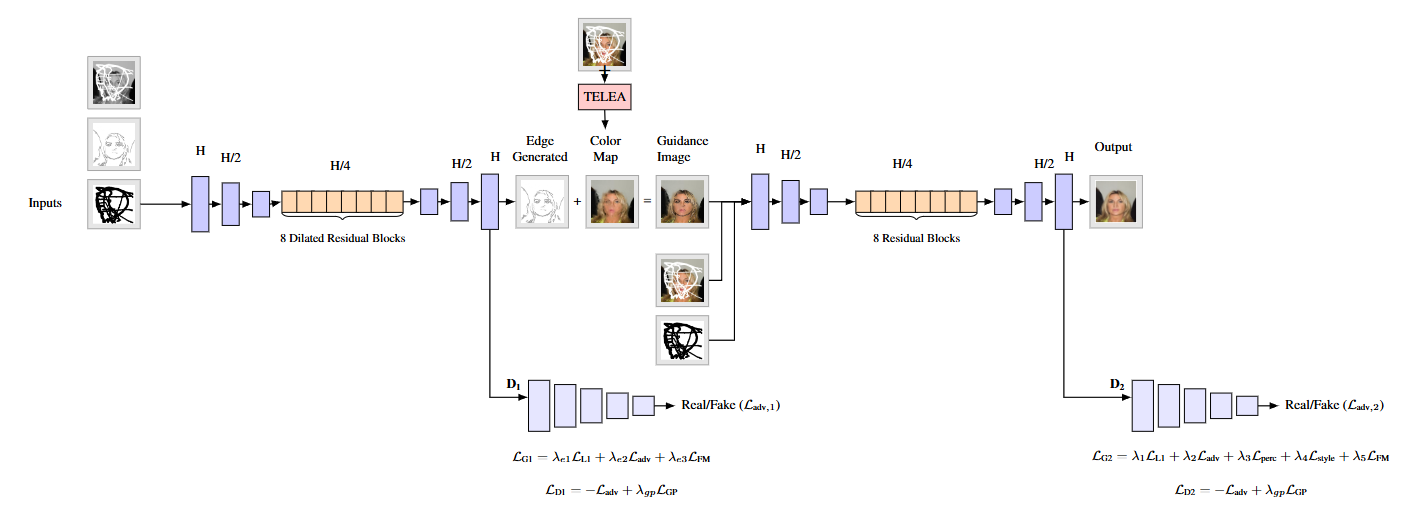 TELEA
Edge Generated
Color Map
Guidance Image
Inputs
H
H/2
H/4
H/2
H
+
=
H
H/2
H/4
H/2
H
Output
8 Dilated Residual Blocks
8 Residual Blocks
D₁
Real/Fake (𝓛adv,1)
D₂
Real/Fake (𝓛adv,2)
𝓛G1 = λe1𝓛L1 + λe2𝓛adv + λe3𝓛FM
𝓛D1 = −𝓛adv + λgp𝓛GP
𝓛G2 = λ1𝓛L1 + λ2𝓛adv + λ3𝓛perc + λ4𝓛style + λ5𝓛FM
𝓛D2 = −𝓛adv + λgp𝓛GP